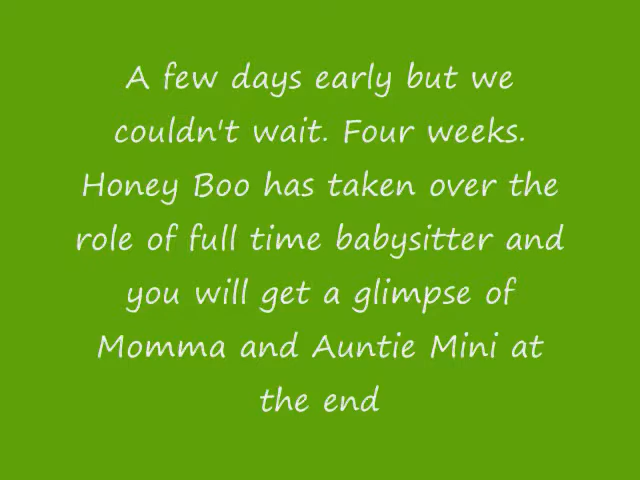 A few days early but we
couldn't wait. Four weeks.
Honey Boo has taken over the
role of full time babysitter and
you will get a glimpse of
Momma and Auntie Mini at
the end